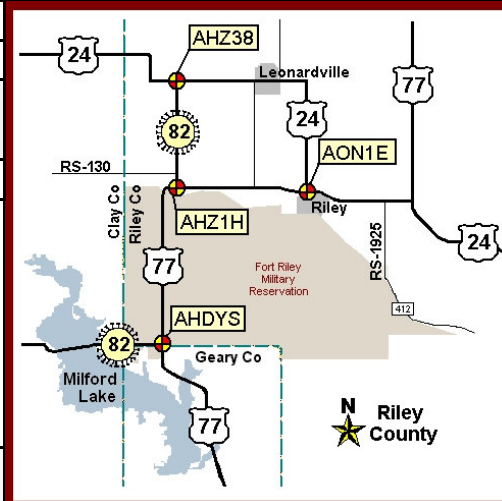 AHZ38
24
Leonardville
77
82
24
AON1E
RS-130
Clay Co
Riley Co
AHZ1H
Riley
RS-1925
24
77
Fort Riley
Military
Reservation
412
AHDYS
82
Geary Co
Milford
Lake
77
N
Riley
County